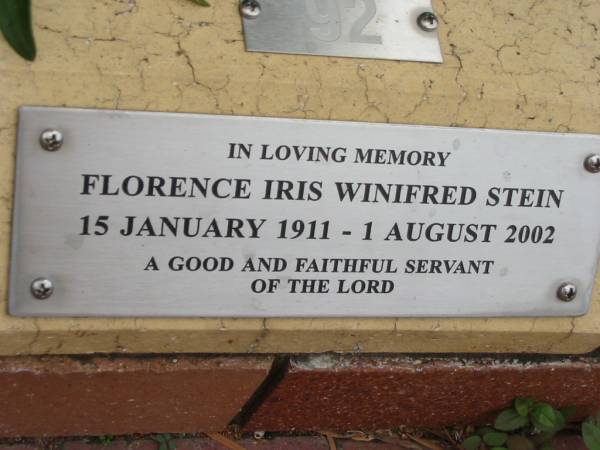 92
IN LOVING MEMORY
FLORENCE IRIS WINIFRED STEIN
15 JANUARY 1911 - 1 AUGUST 2002
A GOOD AND FAITHFUL SERVANT
OF THE LORD